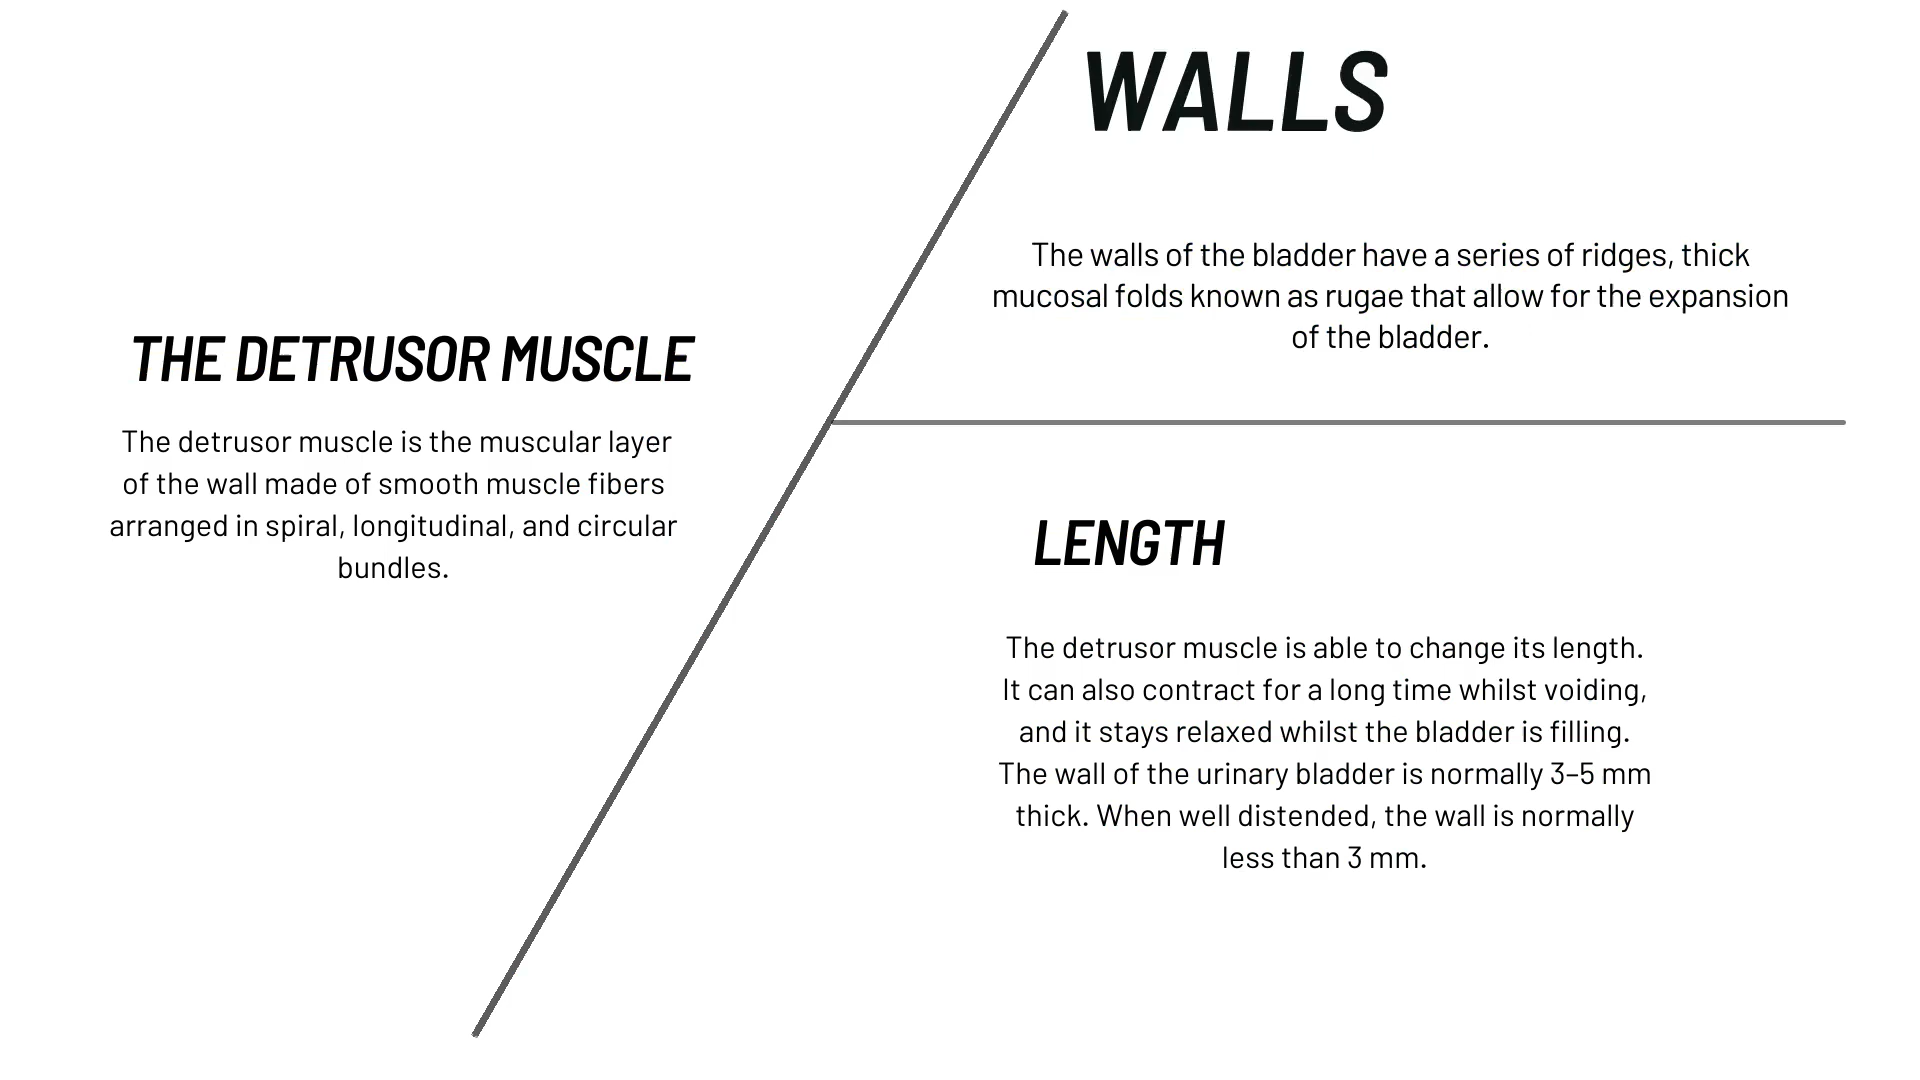 WALLS
The walls of the bladder have a series of ridges, thick
mucosal folds known as rugae that allow for the expansion
of the bladder.
THE DETRUSOR MUSCLE
The detrusor muscle is the muscular layer
of the wall made of smooth muscle fibers
arranged in spiral, longitudinal, and circular
bundles.
LENGTH
The detrusor muscle is able to change its length.
It can also contract for a long time whilst voiding,
and it stays relaxed whilst the bladder is filling.
The wall of the urinary bladder is normally 3–5 mm
thick. When well distended, the wall is normally
less than 3 mm.